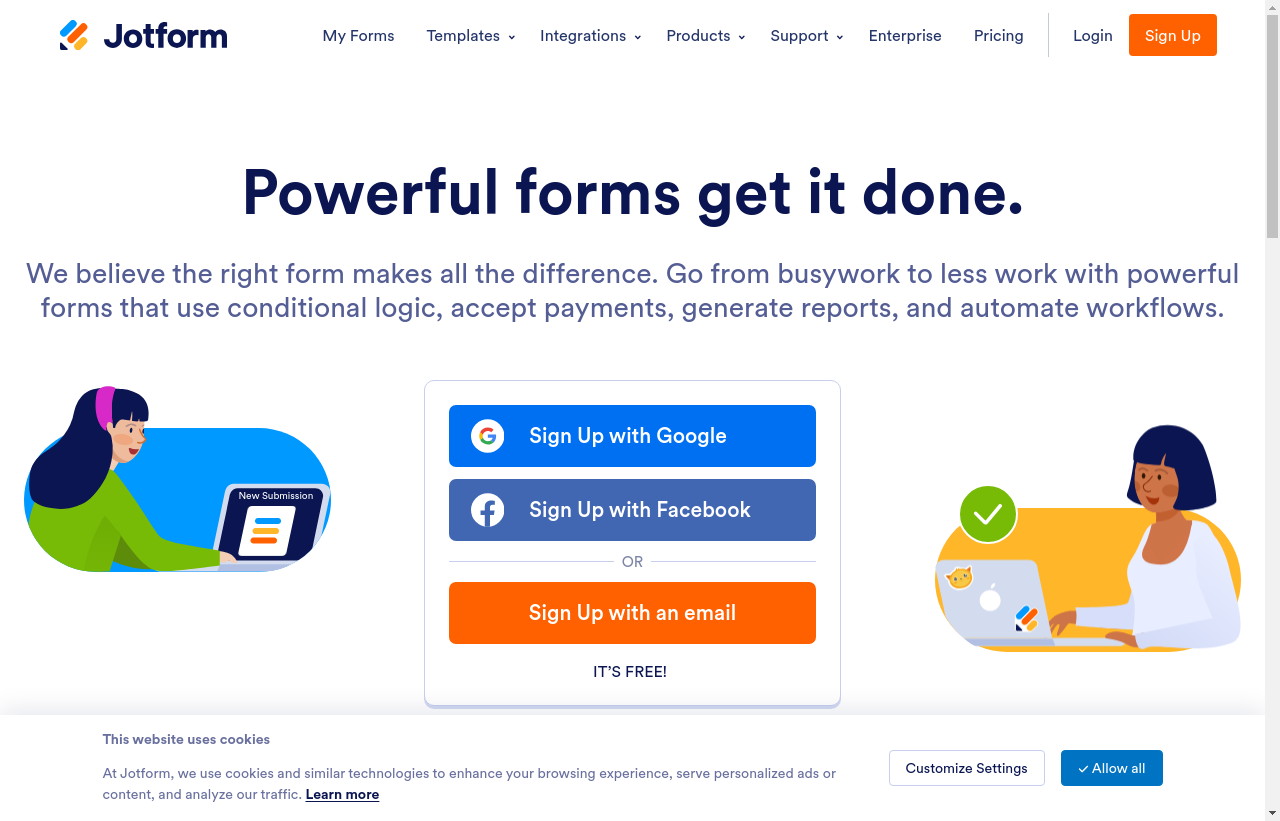 Jotform
My Forms
Templates
Integrations
Products
Support
Enterprise
Pricing
Login
Sign Up
Powerful forms get it done.
We believe the right form makes all the difference. Go from busywork to less work with powerful
forms that use conditional logic, accept payments, generate reports, and automate workflows.
New Submission
Sign Up with Google
Sign Up with Facebook
OR
Sign Up with an email
IT’S FREE!
This website uses cookies
At Jotform, we use cookies and similar technologies to enhance your browsing experience, serve personalized ads or
content, and analyze our traffic. Learn more
Customize Settings
✓ Allow all